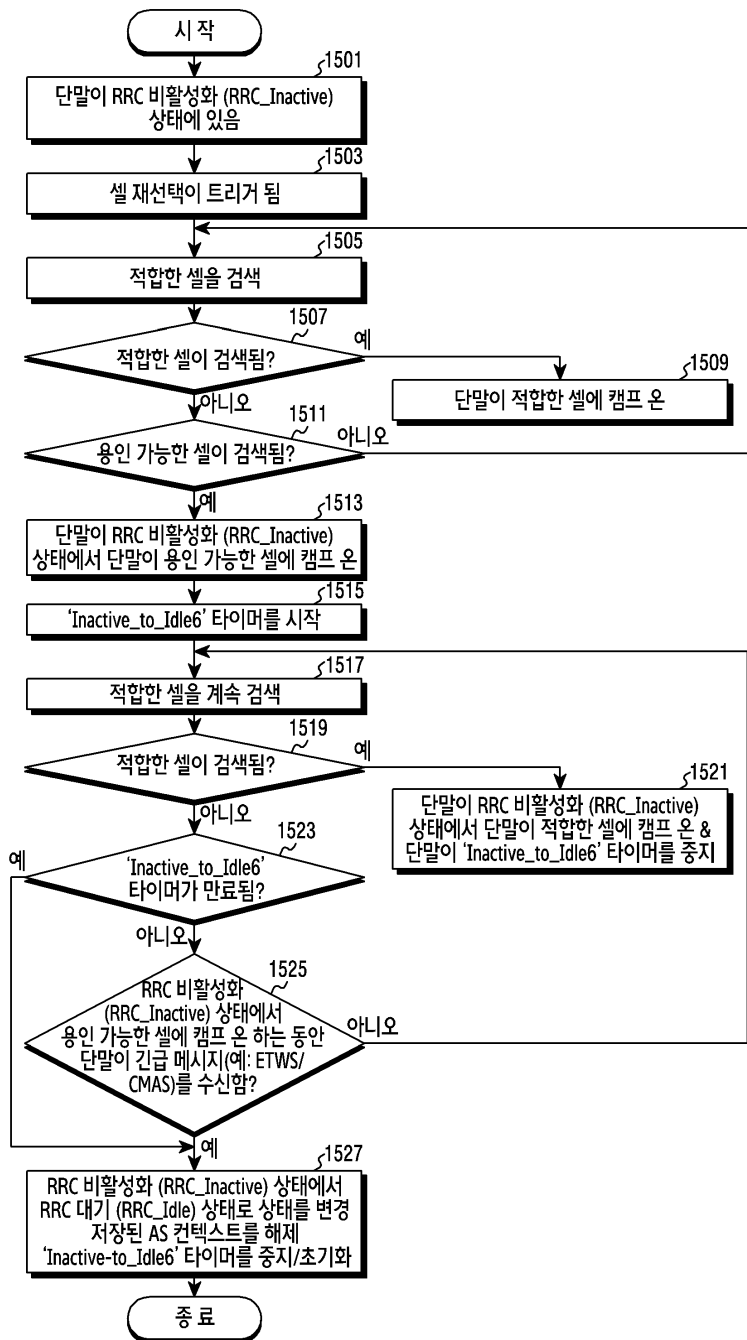 시 작
1501
단말이 RRC 비활성화 (RRC_Inactive)
상태에 있음
1503
셀 재선택이 트리거 됨
1505
적합한 셀을 검색
1507
적합한 셀이 검색됨?
예
1509
단말이 적합한 셀에 캠프 온
아니오
1511
용인 가능한 셀이 검색됨?
아니오
예
1513
단말이 RRC 비활성화 (RRC_Inactive)
상태에서 단말이 용인 가능한 셀에 캠프 온
1515
‘Inactive_to_Idle6’ 타이머를 시작
1517
적합한 셀을 계속 검색
1519
적합한 셀이 검색됨?
예
1521
단말이 RRC 비활성화 (RRC_Inactive)
상태에서 단말이 적합한 셀에 캠프 온 &
단말이 ‘Inactive_to_Idle6’ 타이머를 중지
아니오
1523
‘Inactive_to_Idle6’
타이머가 만료됨?
예
아니오
1525
RRC 비활성화
(RRC_Inactive) 상태에서
용인 가능한 셀에 캠프 온 하는 동안
단말이 긴급 메시지(예: ETWS/
CMAS)를 수신함?
아니오
예
1527
RRC 비활성화 (RRC_Inactive) 상태에서
RRC 대기 (RRC_Idle) 상태로 상태를 변경
저장된 AS 컨텍스트를 해제
‘Inactive-to_Idle6’ 타이머를 중지/초기화
종 료